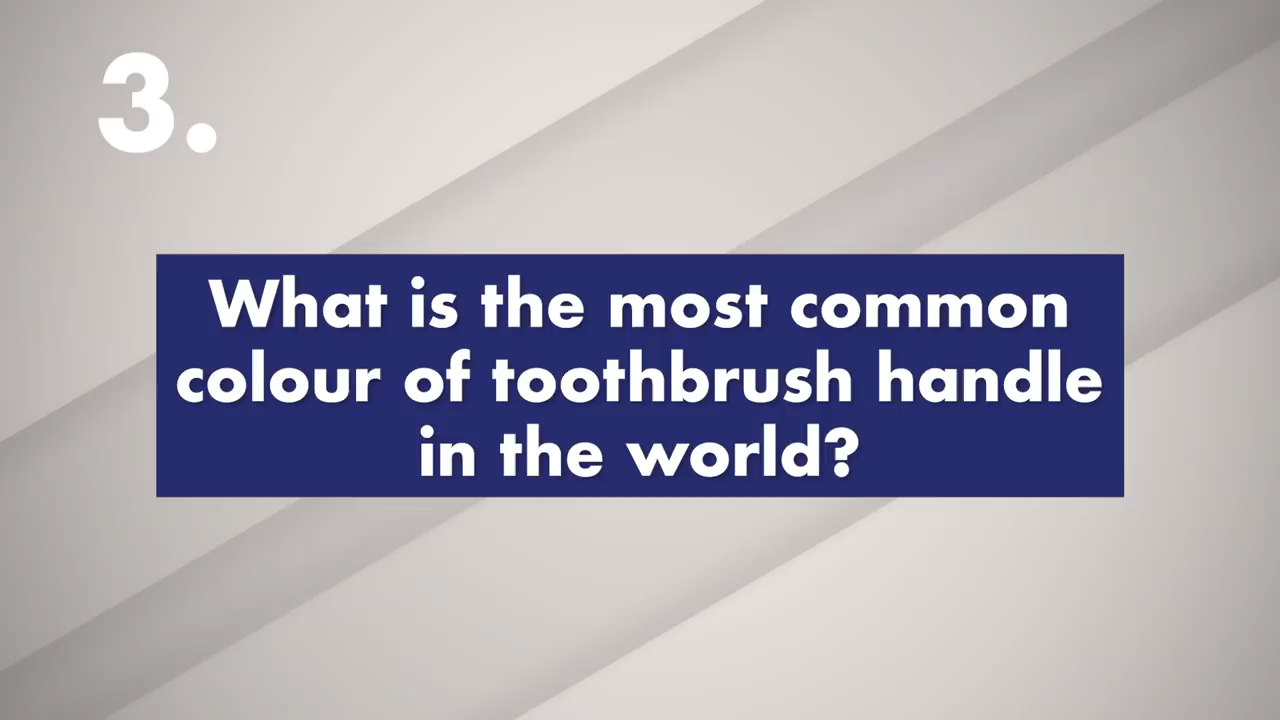 3.
What is the most common
colour of toothbrush handle
in the world?